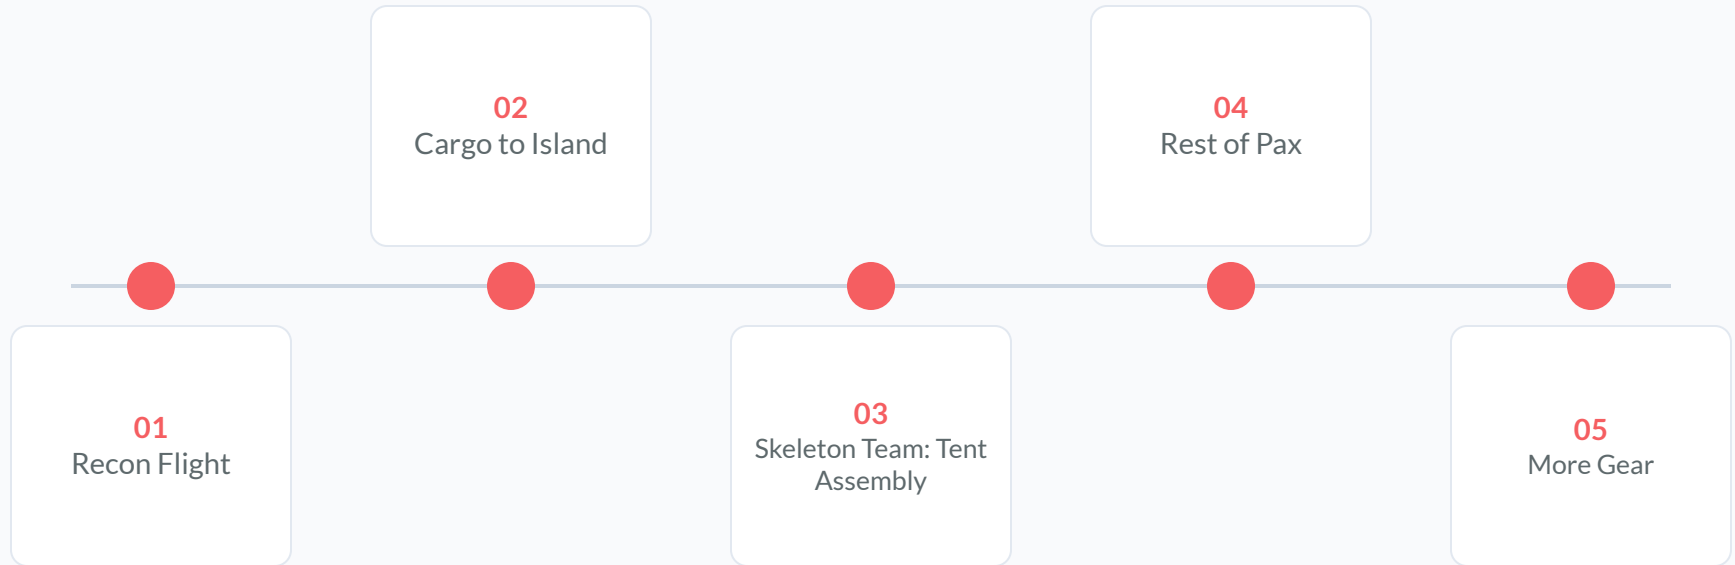 01
Recon Flight
02
Cargo to Island
03
Skeleton Team: Tent
Assembly
04
Rest of Pax
05
More Gear